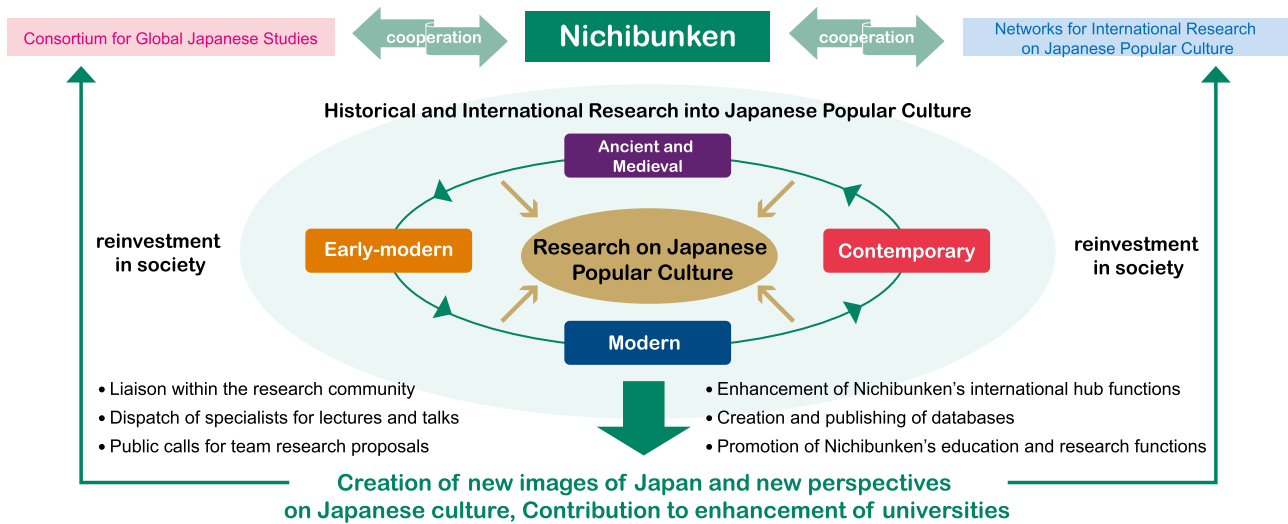 Consortium for Global Japanese Studies
cooperation
Nichibunken
cooperation
Networks for International Research
on Japanese Popular Culture
Historical and International Research into Japanese Popular Culture
Ancient and
Medieval
Early-modern
Research on Japanese
Popular Culture
Contemporary
Modern
reinvestment
in society
reinvestment
in society
• Liaison within the research community
• Dispatch of specialists for lectures and talks
• Public calls for team research proposals
• Enhancement of Nichibunken’s international hub functions
• Creation and publishing of databases
• Promotion of Nichibunken’s education and research functions
Creation of new images of Japan and new perspectives
on Japanese culture, Contribution to enhancement of universities